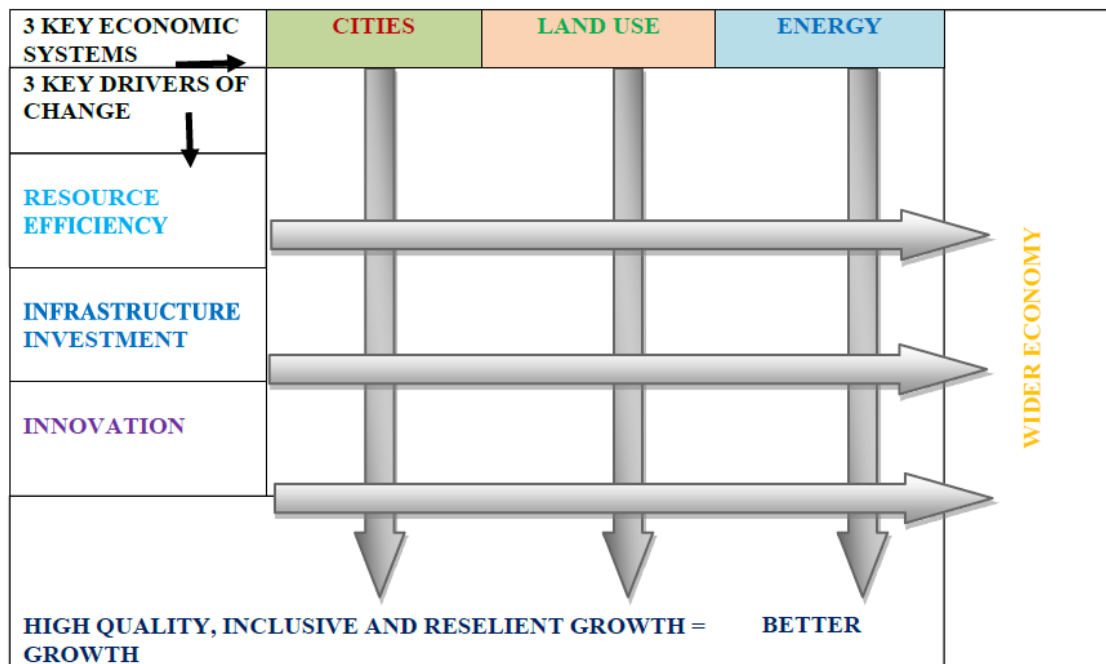 3 KEY ECONOMIC
SYSTEMS
CITIES
LAND USE
ENERGY
3 KEY DRIVERS OF
CHANGE
RESOURCE
EFFICIENCY
INFRASTRUCTURE
INVESTMENT
INNOVATION
WIDER ECONOMY
HIGH QUALITY, INCLUSIVE AND RESELIENT GROWTH = BETTER
GROWTH